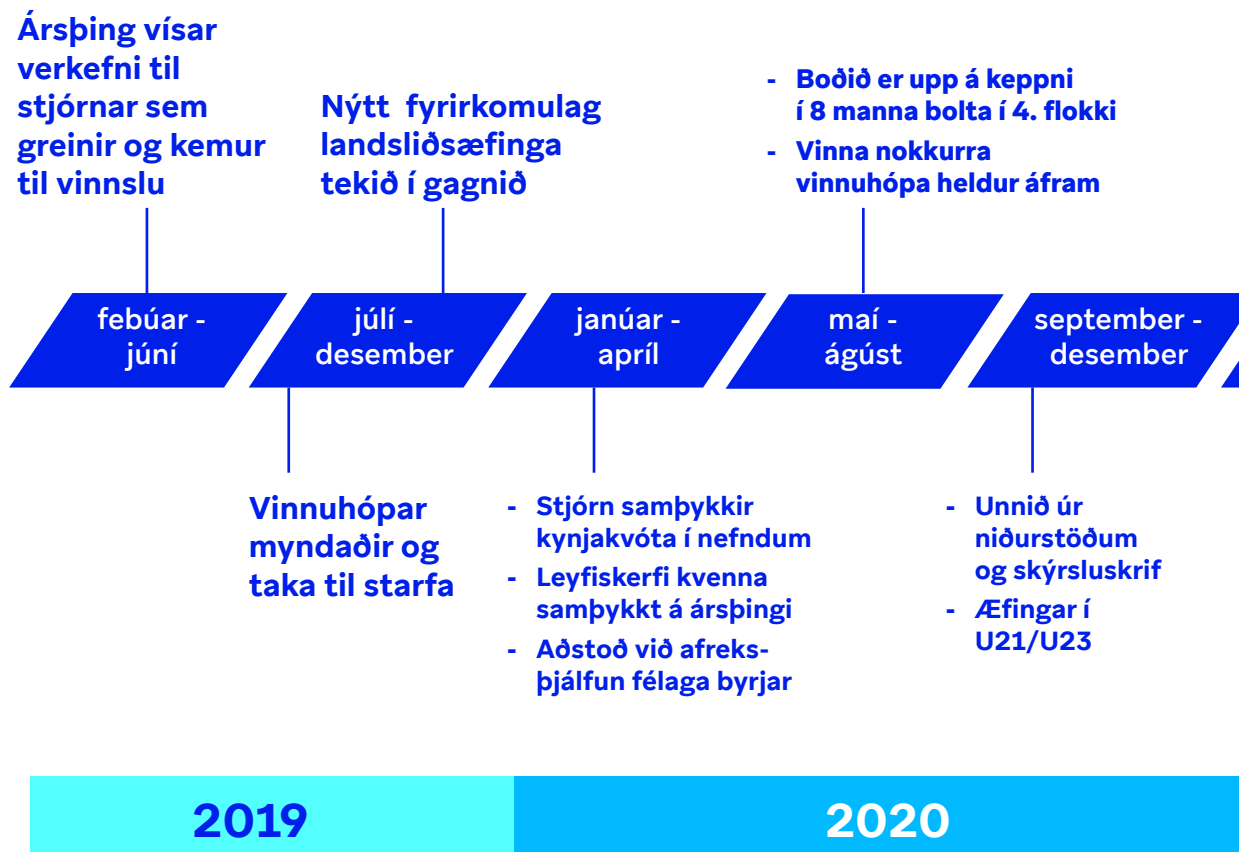 Ársþing vísar
verkefni til
stjórnar sem
greinir og kemur
til vinnslu
Nýtt fyrirkomulag
landsliðsæfinga
tekið í gagnið
- Boðið er upp á keppni
í 8 manna bolta í 4. flokki
- Vinna nokkurra
vinnuhópa heldur áfram
febúar -
júní
júlí -
desember
janúar -
apríl
maí -
ágúst
september -
desember
Vinnuhópar
myndaðir og
taka til starfa
- Stjórn samþykkir
kynjakvóta í nefndum
- Leyfiskerfi kvenna
samþykkt á ársþingi
- Aðstoð við afreks-
þjálfun félaga byrjar
- Unnið úr
niðurstöðum
og skýrsluskrif
- Æfingar í
U21/U23
2019
2020